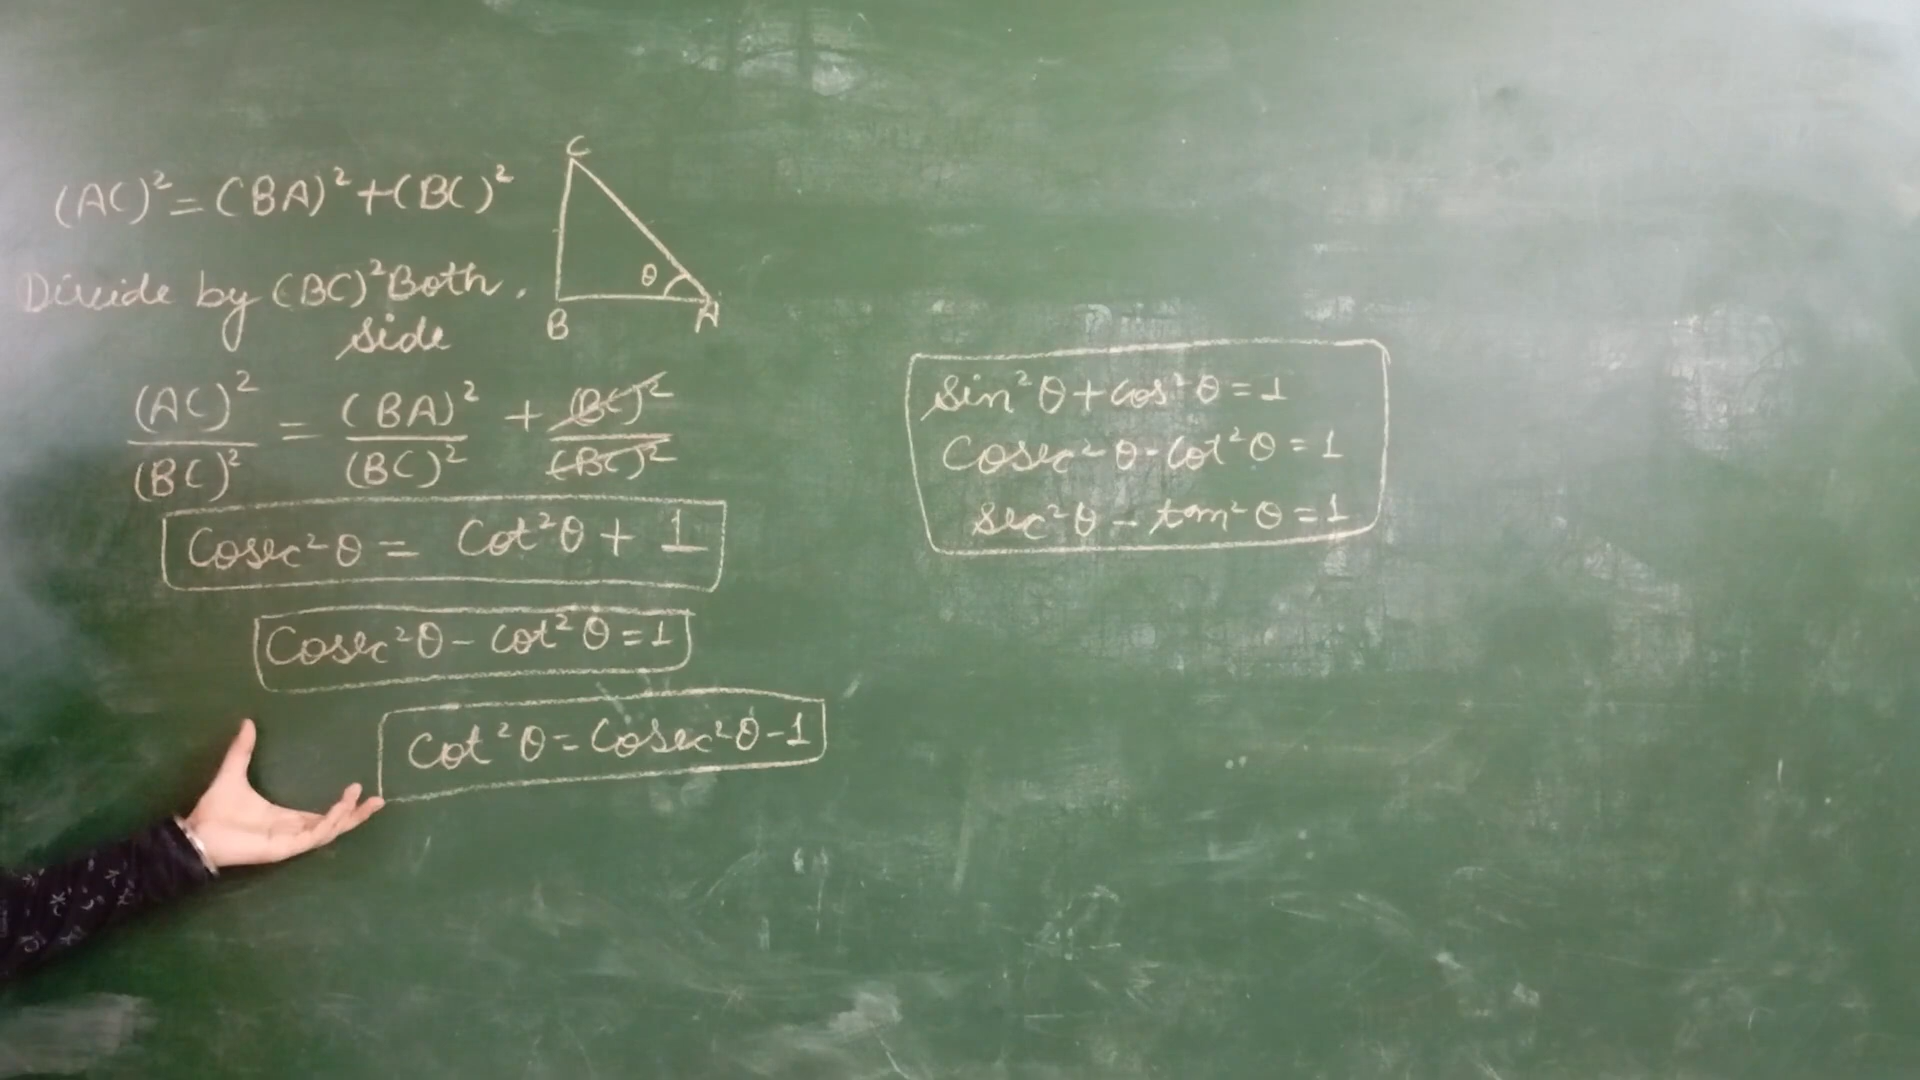 (AC)² = (BA)² + (BC)²
Divide by (BC)² Both
side
(AC)²/(BC)² = (BA)²/(BC)² + (BC)²/(BC)²
Cosec²θ = Cot²θ + 1
Cosec²θ - cot²θ = 1
Cot²θ = Cosec²θ - 1
C
θ
B
A
sin²θ + cos²θ = 1
Cosec²θ - Cot²θ = 1
sec²θ - tan²θ = 1